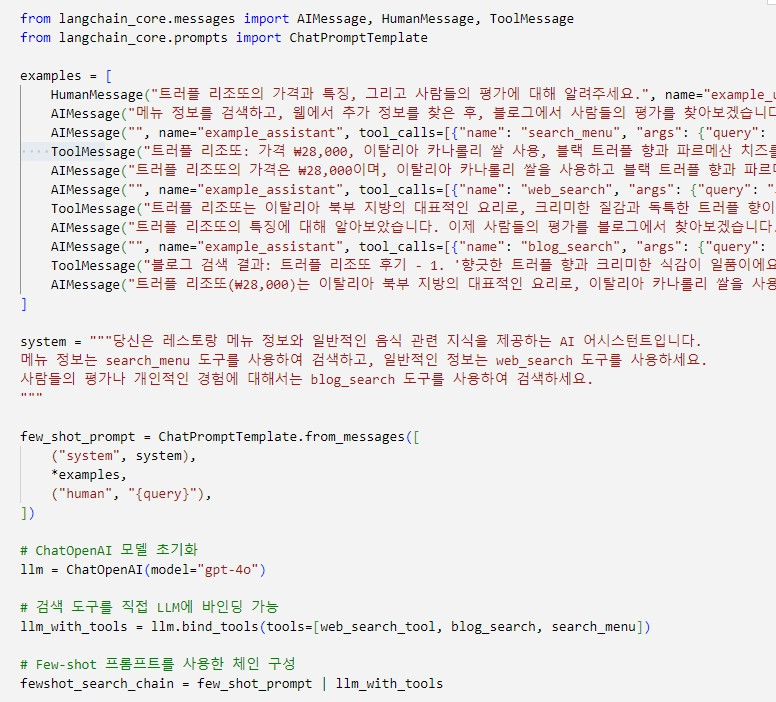 from langchain_core.messages import AIMessage, HumanMessage, ToolMessage
from langchain_core.prompts import ChatPromptTemplate
examples = [
HumanMessage("트러플 리조또의 가격과 특징, 그리고 사람들의 평가에 대해 알려주세요.", name="example_u
AIMessage("메뉴 정보를 검색하고, 웹에서 추가 정보를 찾은 후, 블로그에서 사람들의 평가를 찾아보겠습니다
AIMessage("", name="example_assistant", tool_calls=[{"name": "search_menu", "args": {"query":
ToolMessage("트러플 리조또: 가격 ₩28,000, 이탈리아 카나롤리 쌀 사용, 블랙 트러플 향과 파르메산 치즈를
AIMessage("트러플 리조또의 가격은 ₩28,000이며, 이탈리아 카나롤리 쌀을 사용하고 블랙 트러플 향과 파르메
AIMessage("", name="example_assistant", tool_calls=[{"name": "web_search", "args": {"query":
ToolMessage("트러플 리조또는 이탈리아 북부 지방의 대표적인 요리로, 크리미한 질감과 독특한 트러플 향이
AIMessage("트러플 리조또의 특징에 대해 알아보았습니다. 이제 사람들의 평가를 블로그에서 찾아보겠습니다.
AIMessage("", name="example_assistant", tool_calls=[{"name": "blog_search", "args": {"query":
ToolMessage("블로그 검색 결과: 트러플 리조또 후기 - 1. '향긋한 트러플 향과 크리미한 식감이 일품이에요
AIMessage("트러플 리조또(₩28,000)는 이탈리아 북부 지방의 대표적인 요리로, 이탈리아 카나롤리 쌀을 사용
]
system = """당신은 레스토랑 메뉴 정보와 일반적인 음식 관련 지식을 제공하는 AI 어시스턴트입니다.
메뉴 정보는 search_menu 도구를 사용하여 검색하고, 일반적인 정보는 web_search 도구를 사용하세요.
사람들의 평가나 개인적인 경험에 대해서는 blog_search 도구를 사용하여 검색하세요.
"""
few_shot_prompt = ChatPromptTemplate.from_messages([
("system", system),
*examples,
("human", "{query}"),
])
# ChatOpenAI 모델 초기화
llm = ChatOpenAI(model="gpt-4o")
# 검색 도구를 직접 LLM에 바인딩 가능
llm_with_tools = llm.bind_tools(tools=[web_search_tool, blog_search, search_menu])
# Few-shot 프롬프트를 사용한 체인 구성
fewshot_search_chain = few_shot_prompt | llm_with_tools